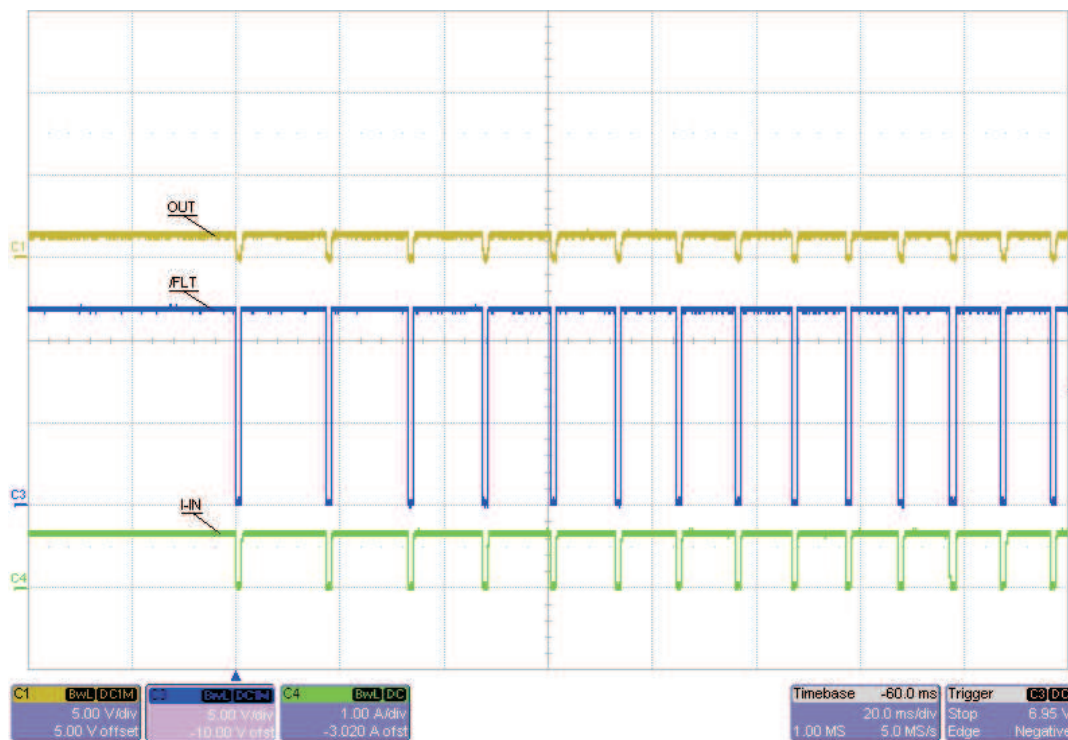 OUT
C1
/FLT
C3
I-IN
C4
C1 BwL DC1M
5.00 V/div
5.00 V offset
BwL DC1M
5.00 V/div
-10.00 V ofst
C4 BwL DC
1.00 A/div
-3.020 A ofst
Timebase -60.0 ms
20.0 ms/div
1.00 MS 5.0 MS/s
Trigger C3 DC
Stop 6.95 V
Edge Negative